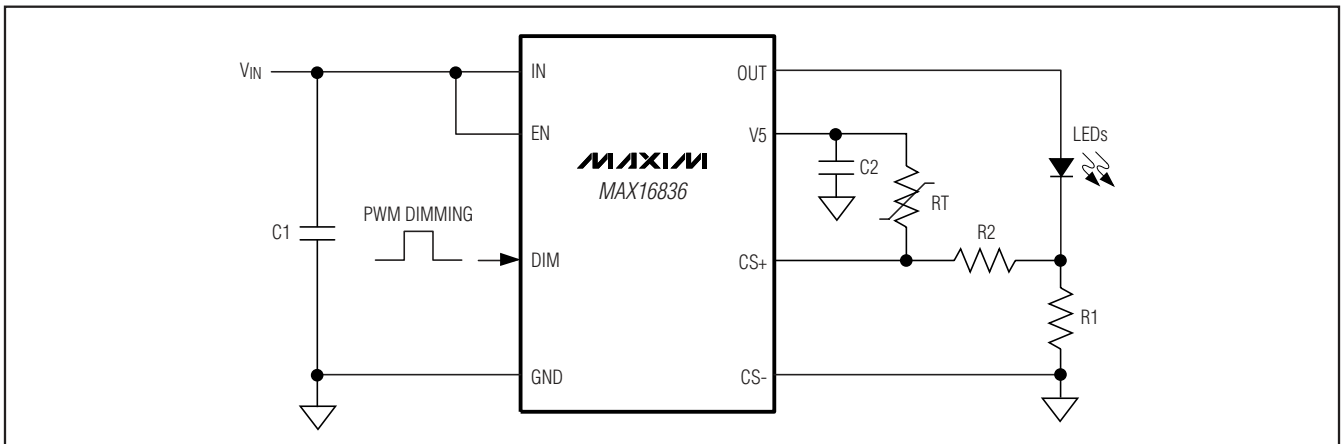 VIN
IN
OUT
EN
V5
LEDs
MAXIM
MAX16836
C2
RT
PWM DIMMING
C1
R2
DIM
CS+
R1
GND
CS-